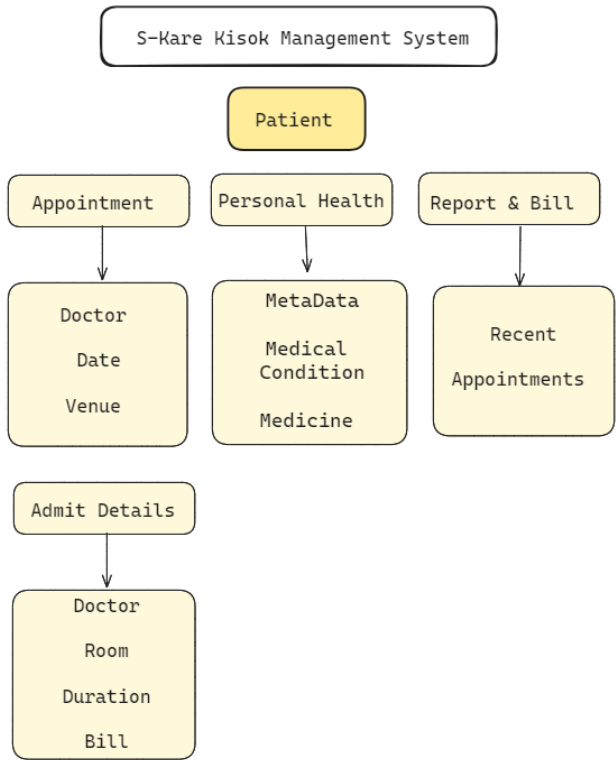 S-Kare Kisok Management System
Patient
Appointment
Personal Health
Report & Bill
Doctor
Date
Venue
MetaData
Medical
Condition
Medicine
Recent
Appointments
Admit Details
Doctor
Room
Duration
Bill